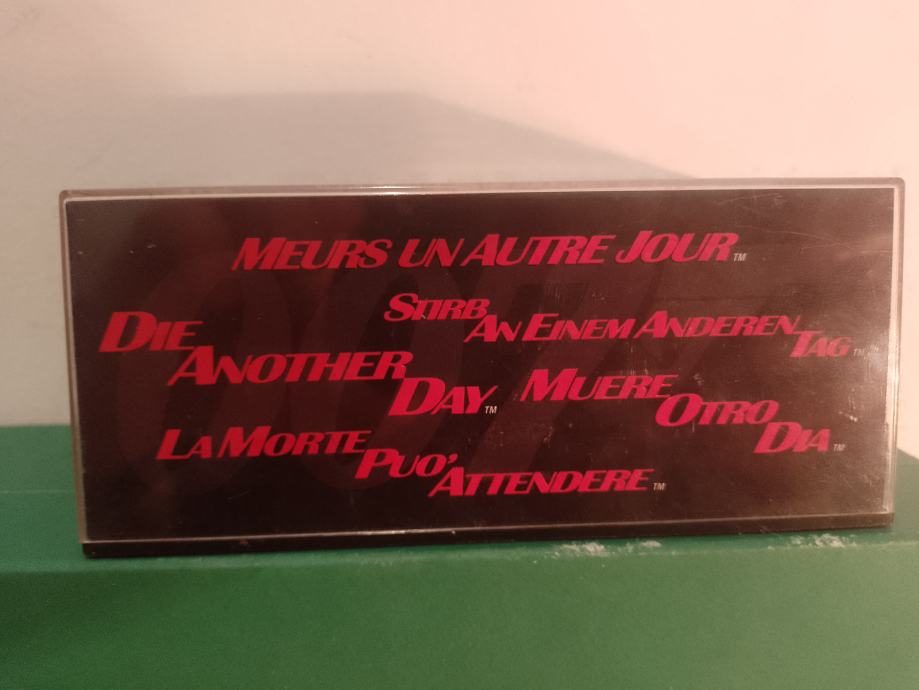 MEURS UN AUTRE JOUR™
STIRB
AN EINEM ANDEREN
TAG™
DIE
ANOTHER
DAY™
MUERE
OTRO
DIA™
LA MORTE
PUO'
ATTENDERE™
007